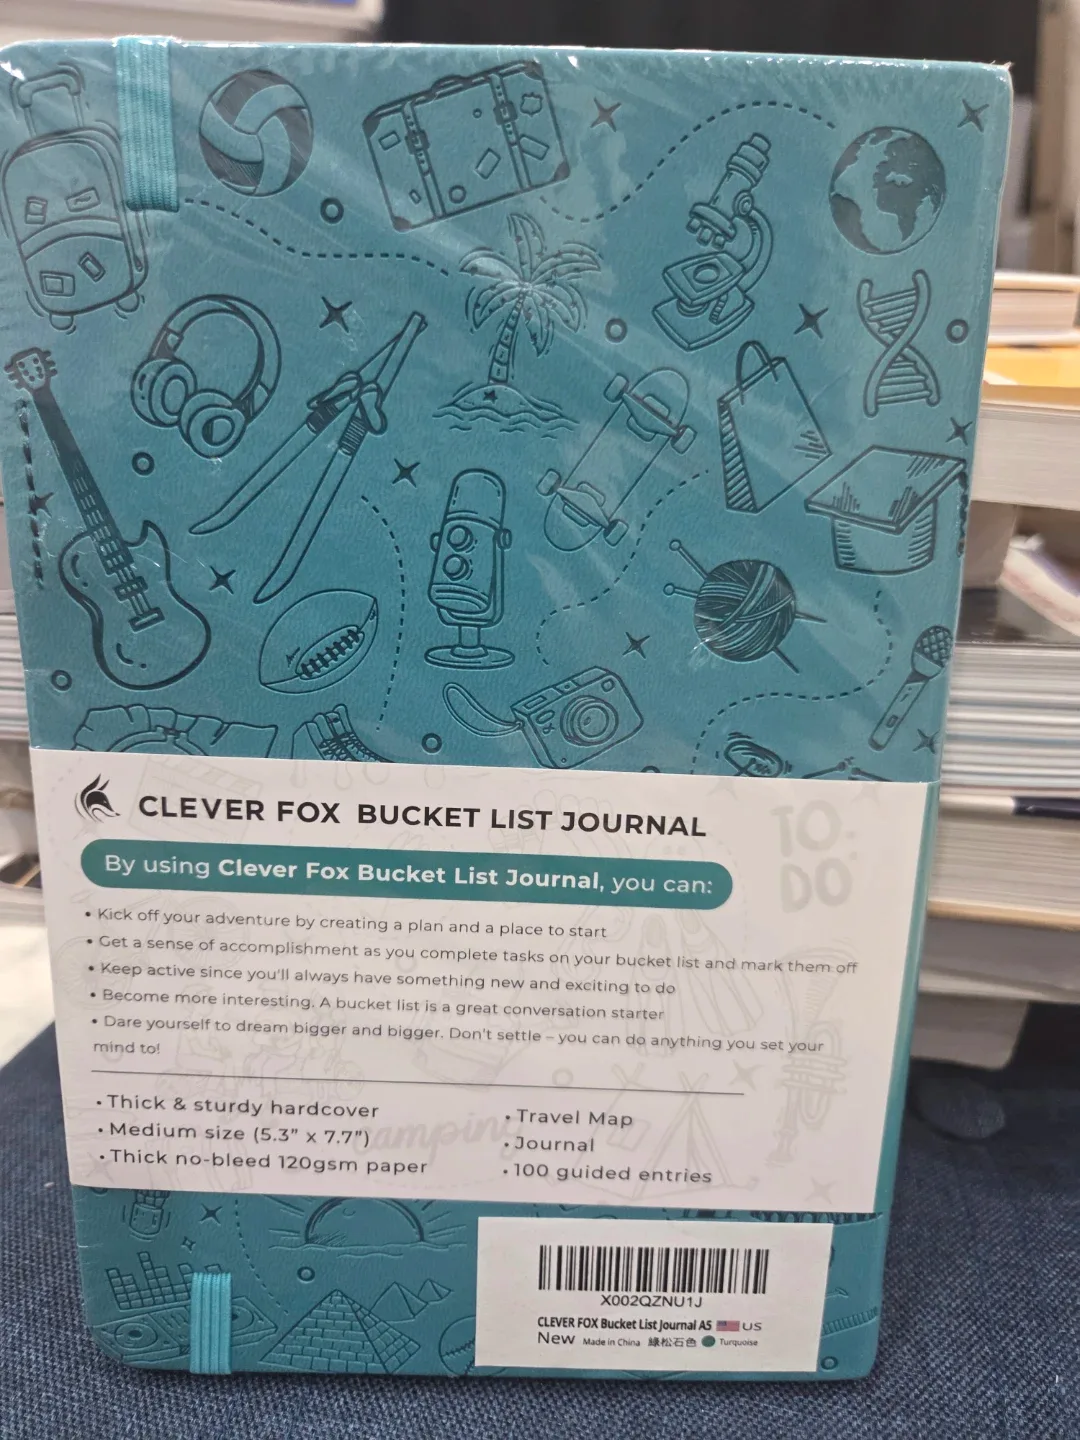 CLEVER FOX BUCKET LIST JOURNAL
By using Clever Fox Bucket List Journal, you can:
• Kick off your adventure by creating a plan and a place to start
• Get a sense of accomplishment as you complete tasks on your bucket list and mark them off
• Keep active since you'll always have something new and exciting to do
• Become more interesting. A bucket list is a great conversation starter
• Dare yourself to dream bigger and bigger. Don't settle – you can do anything you set your
mind to!
• Thick & sturdy hardcover
• Medium size (5.3" x 7.7")
• Thick no-bleed 120gsm paper
• Travel Map
• Journal
• 100 guided entries
TO
DO
camping
X002QZNU1J
CLEVER FOX Bucket List Journal A5 US
New Made in China 綠松石色 Turquoise